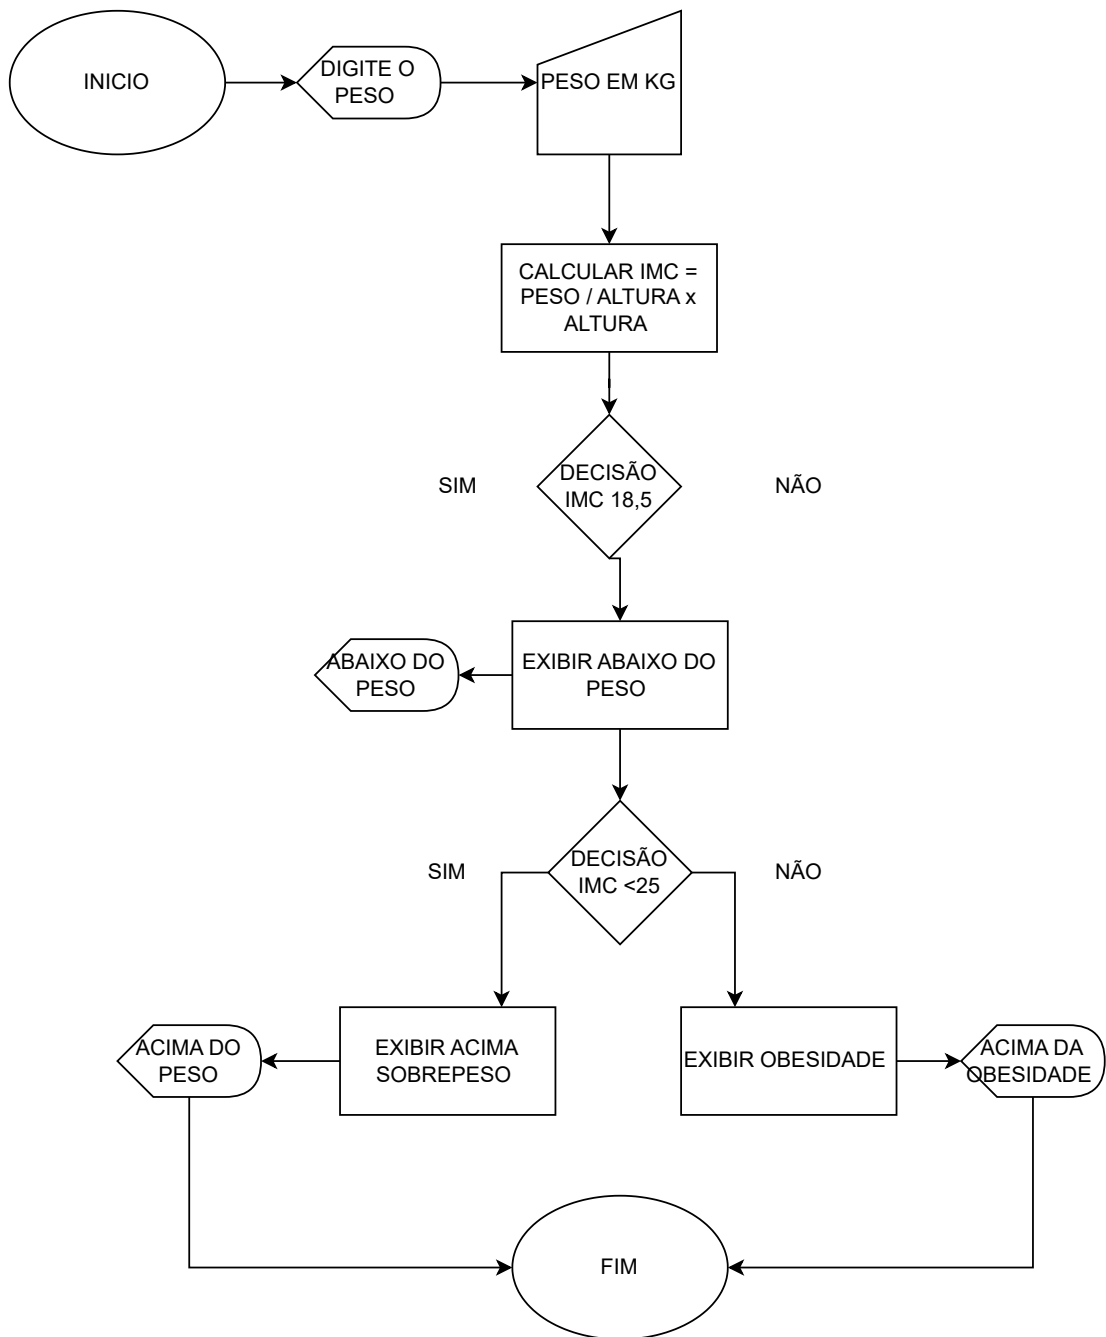 INICIO
DIGITE O
PESO
PESO EM KG
CALCULAR IMC =
PESO / ALTURA x
ALTURA
SIM
DECISÃO
IMC 18,5
NÃO
ABAIXO DO
PESO
EXIBIR ABAIXO DO
PESO
SIM
DECISÃO
IMC <25
NÃO
ACIMA DO
PESO
EXIBIR ACIMA
SOBREPESO
EXIBIR OBESIDADE
ACIMA DA
OBESIDADE
FIM